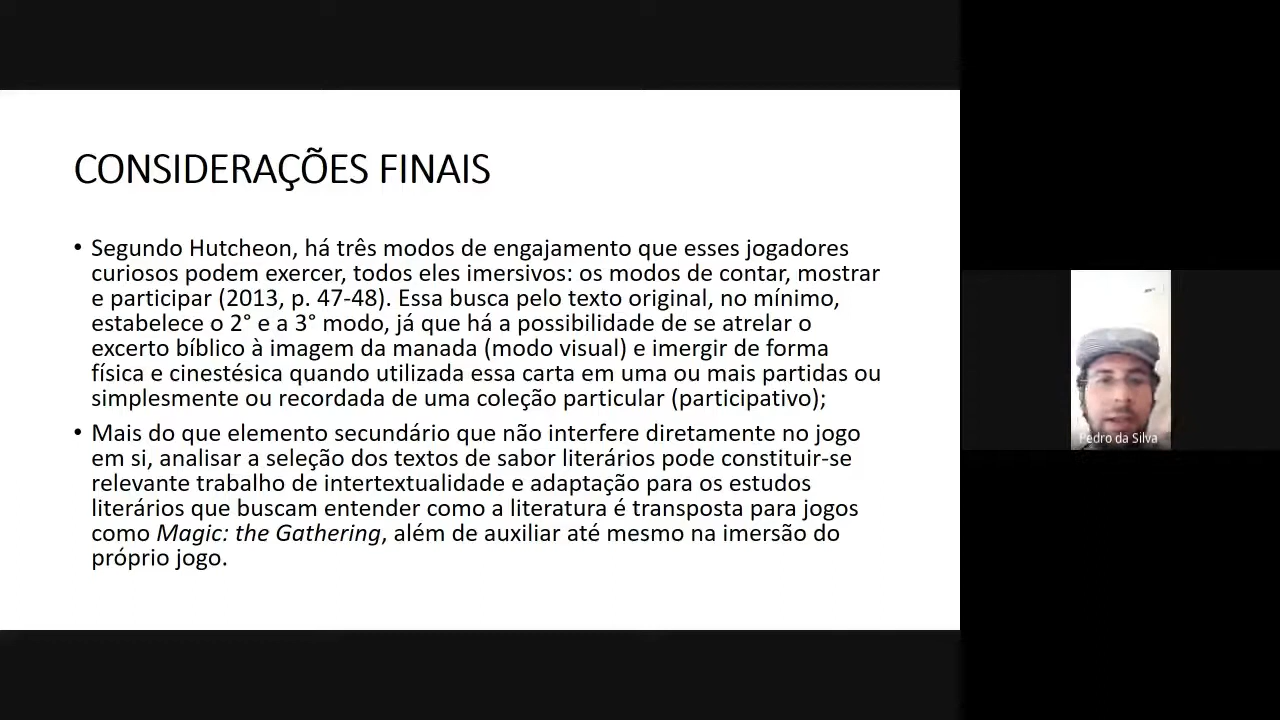 CONSIDERAÇÕES FINAIS
• Segundo Hutcheon, há três modos de engajamento que esses jogadores
curiosos podem exercer, todos eles imersivos: os modos de contar, mostrar
e participar (2013, p. 47-48). Essa busca pelo texto original, no mínimo,
estabelece o 2° e a 3° modo, já que há a possibilidade de se atrelar o
excerto bíblico à imagem da manada (modo visual) e imergir de forma
física e cinestésica quando utilizada essa carta em uma ou mais partidas ou
simplesmente ou recordada de uma coleção particular (participativo);
• Mais do que elemento secundário que não interfere diretamente no jogo
em si, analisar a seleção dos textos de sabor literários pode constituir-se
relevante trabalho de intertextualidade e adaptação para os estudos
literários que buscam entender como a literatura é transposta para jogos
como Magic: the Gathering, além de auxiliar até mesmo na imersão do
próprio jogo.
Pedro da Silva